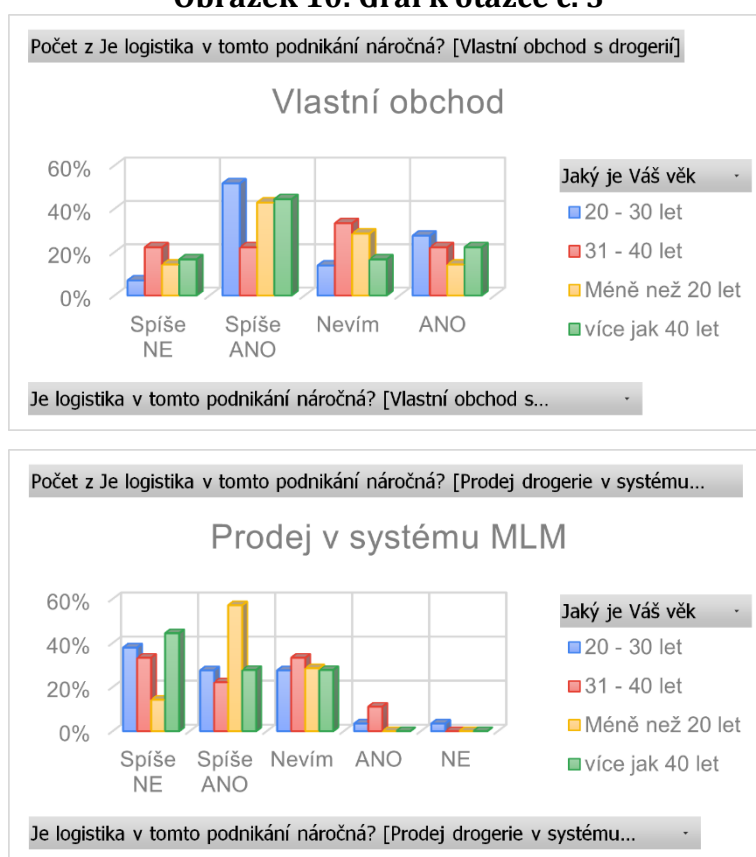 Obrázek 10: Graf k otázce č. 5
Počet z Je logistika v tomto podnikání náročná? [Vlastní obchod s drogerií]
Vlastní obchod
60%
40%
20%
0%
Spíše NE
Spíše ANO
Nevím
ANO
Jaký je Váš věk
20 - 30 let
31 - 40 let
Méně než 20 let
více jak 40 let
Je logistika v tomto podnikání náročná? [Vlastní obchod s...
Počet z Je logistika v tomto podnikání náročná? [Prodej drogerie v systému...
Prodej v systému MLM
60%
40%
20%
0%
Spíše NE
Spíše ANO
Nevím
ANO
NE
Jaký je Váš věk
20 - 30 let
31 - 40 let
Méně než 20 let
více jak 40 let
Je logistika v tomto podnikání náročná? [Prodej drogerie v systému...